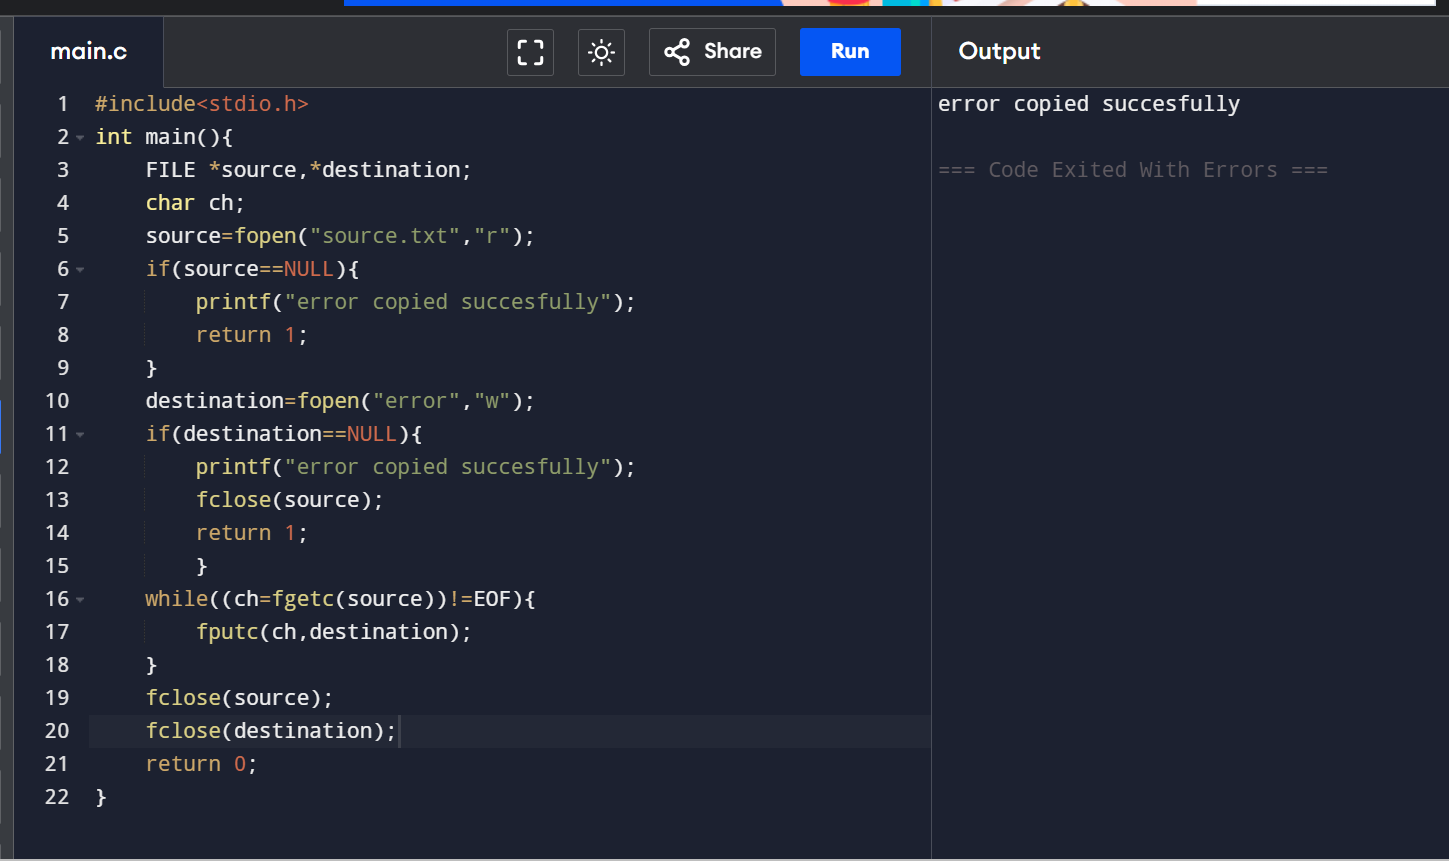 main.c
Share
Run
Output
1 #include<stdio.h>
2 int main(){
3     FILE *source,*destination;
4     char ch;
5     source=fopen("source.txt","r");
6     if(source==NULL){
7         printf("error copied succesfully");
8         return 1;
9     }
10     destination=fopen("error","w");
11     if(destination==NULL){
12         printf("error copied succesfully");
13         fclose(source);
14         return 1;
15         }
16     while((ch=fgetc(source))!=EOF){
17         fputc(ch,destination);
18     }
19     fclose(source);
20     fclose(destination);
21     return 0;
22 }
error copied succesfully
=== Code Exited With Errors ===